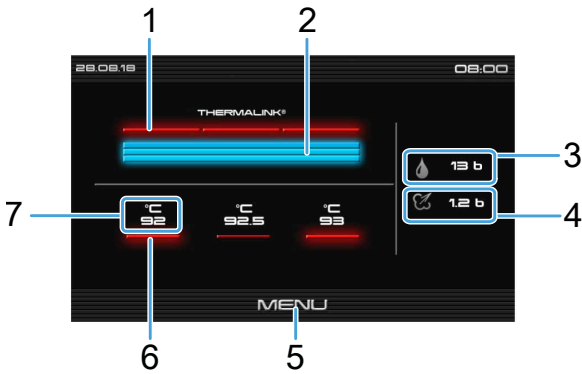 1 2
28.08.18 08:00
THERMALINK®
3
13 b
°C °C °C
7 92 92.5 93
1.2 b
4
MENU
6 5